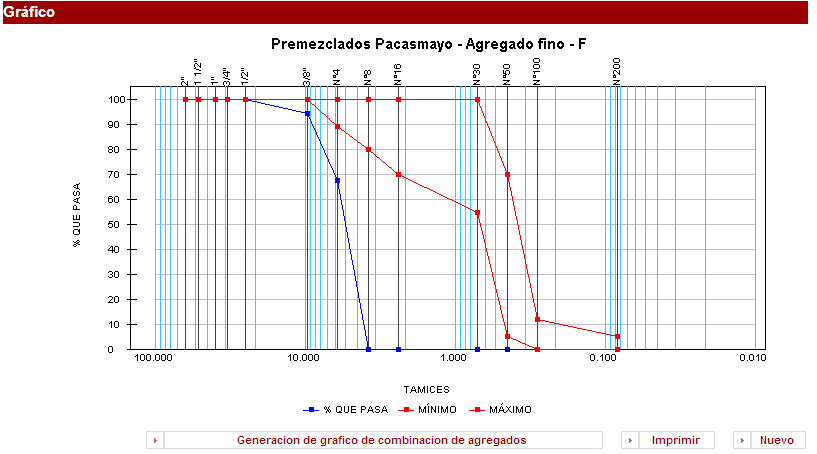 Gráfico
Premezclados Pacasmayo - Agregado fino - F
2" 1 1/2" 1" 3/4" 1/2" 3/8" N°4 N°8 N°16 N°30 N°50 N°100 N°200
100
90
80
70
60
50
40
30
20
10
0
% QUE PASA
100.000 10.000 1.000 0.100 0.010
TAMICES
% QUE PASA MÍNIMO MÁXIMO
Generacion de grafico de combinacion de agregados Imprimir Nuevo